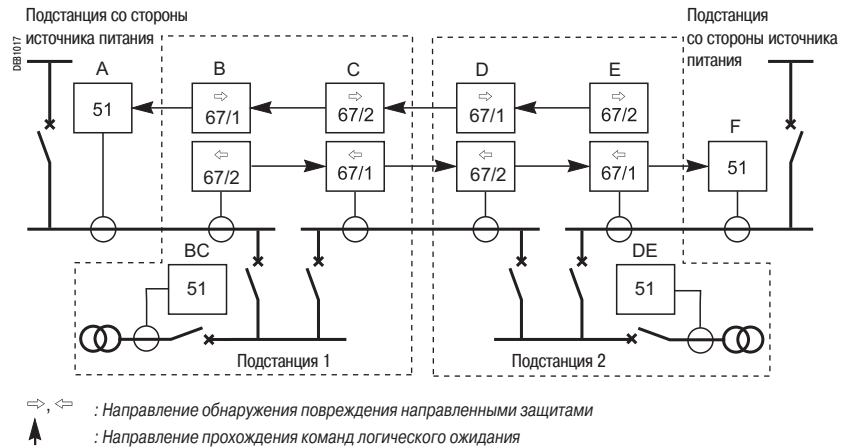 Подстанция со стороны
источника питания
Подстанция
со стороны источника
питания
DE81017
A
B
C
D
E
F
51
67/1
67/2
67/1
67/2
51
67/2
67/1
67/2
67/1
BC
51
DE
51
Подстанция 1
Подстанция 2
⇨, ⇦ : Направление обнаружения повреждения направленными защитами
: Направление прохождения команд логического ожидания